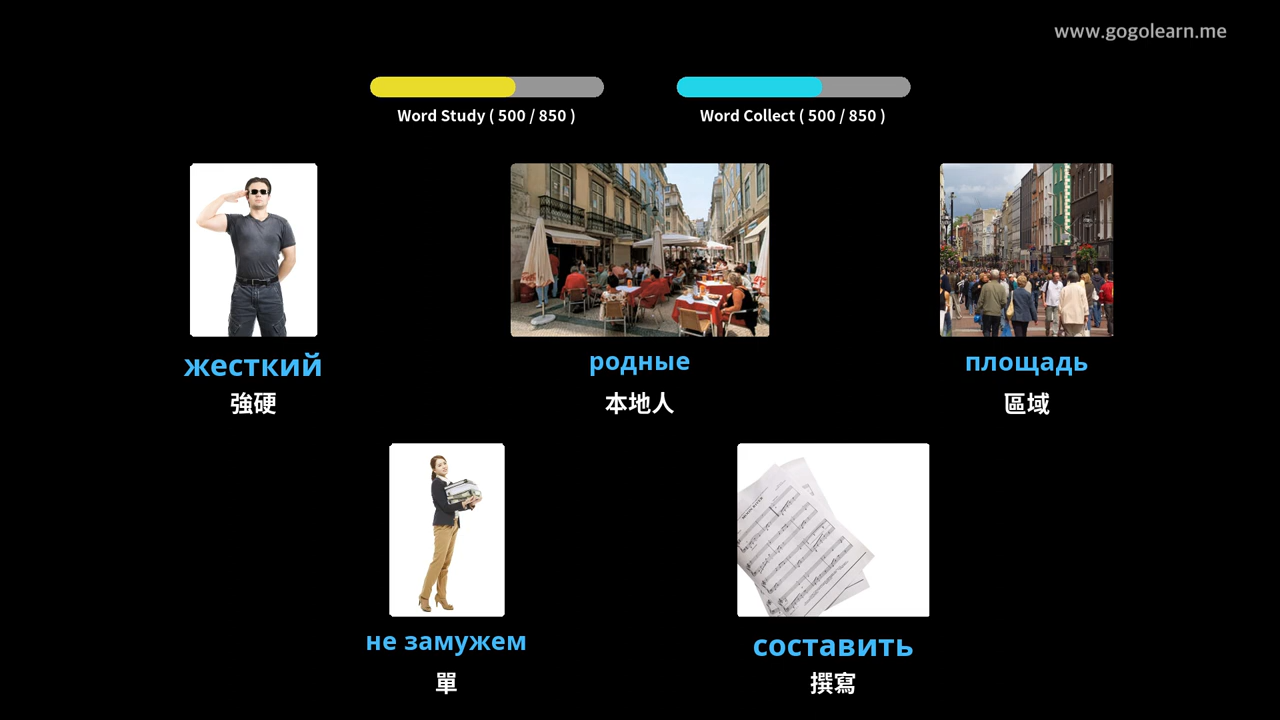 www.gogolearn.me
Word Study ( 500 / 850 )
Word Collect ( 500 / 850 )
жесткий
強硬
родные
本地人
площадь
區域
не замужем
單
составить
撰寫